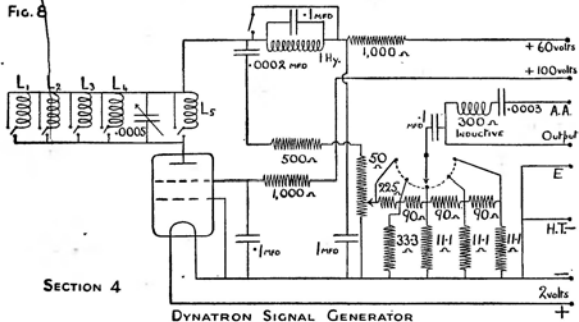 FIG. 8
.1 MFD
1 Hy.
.0002 MFD
1,000 Ω
+ 60 volts
+ 100 volts
L1 L2 L3 L4
L5
.0005
A.A.
.0003
300 Ω
INDUCTIVE
.1 MFD
Output
500 Ω
50 Ω
1,000 Ω
225
90 Ω
90 Ω
90 Ω
E
.1 MFD
1 MFD
33.3
11.1
11.1
11.1
H.T.-
-
2 volts
+
SECTION 4
DYNATRON SIGNAL GENERATOR